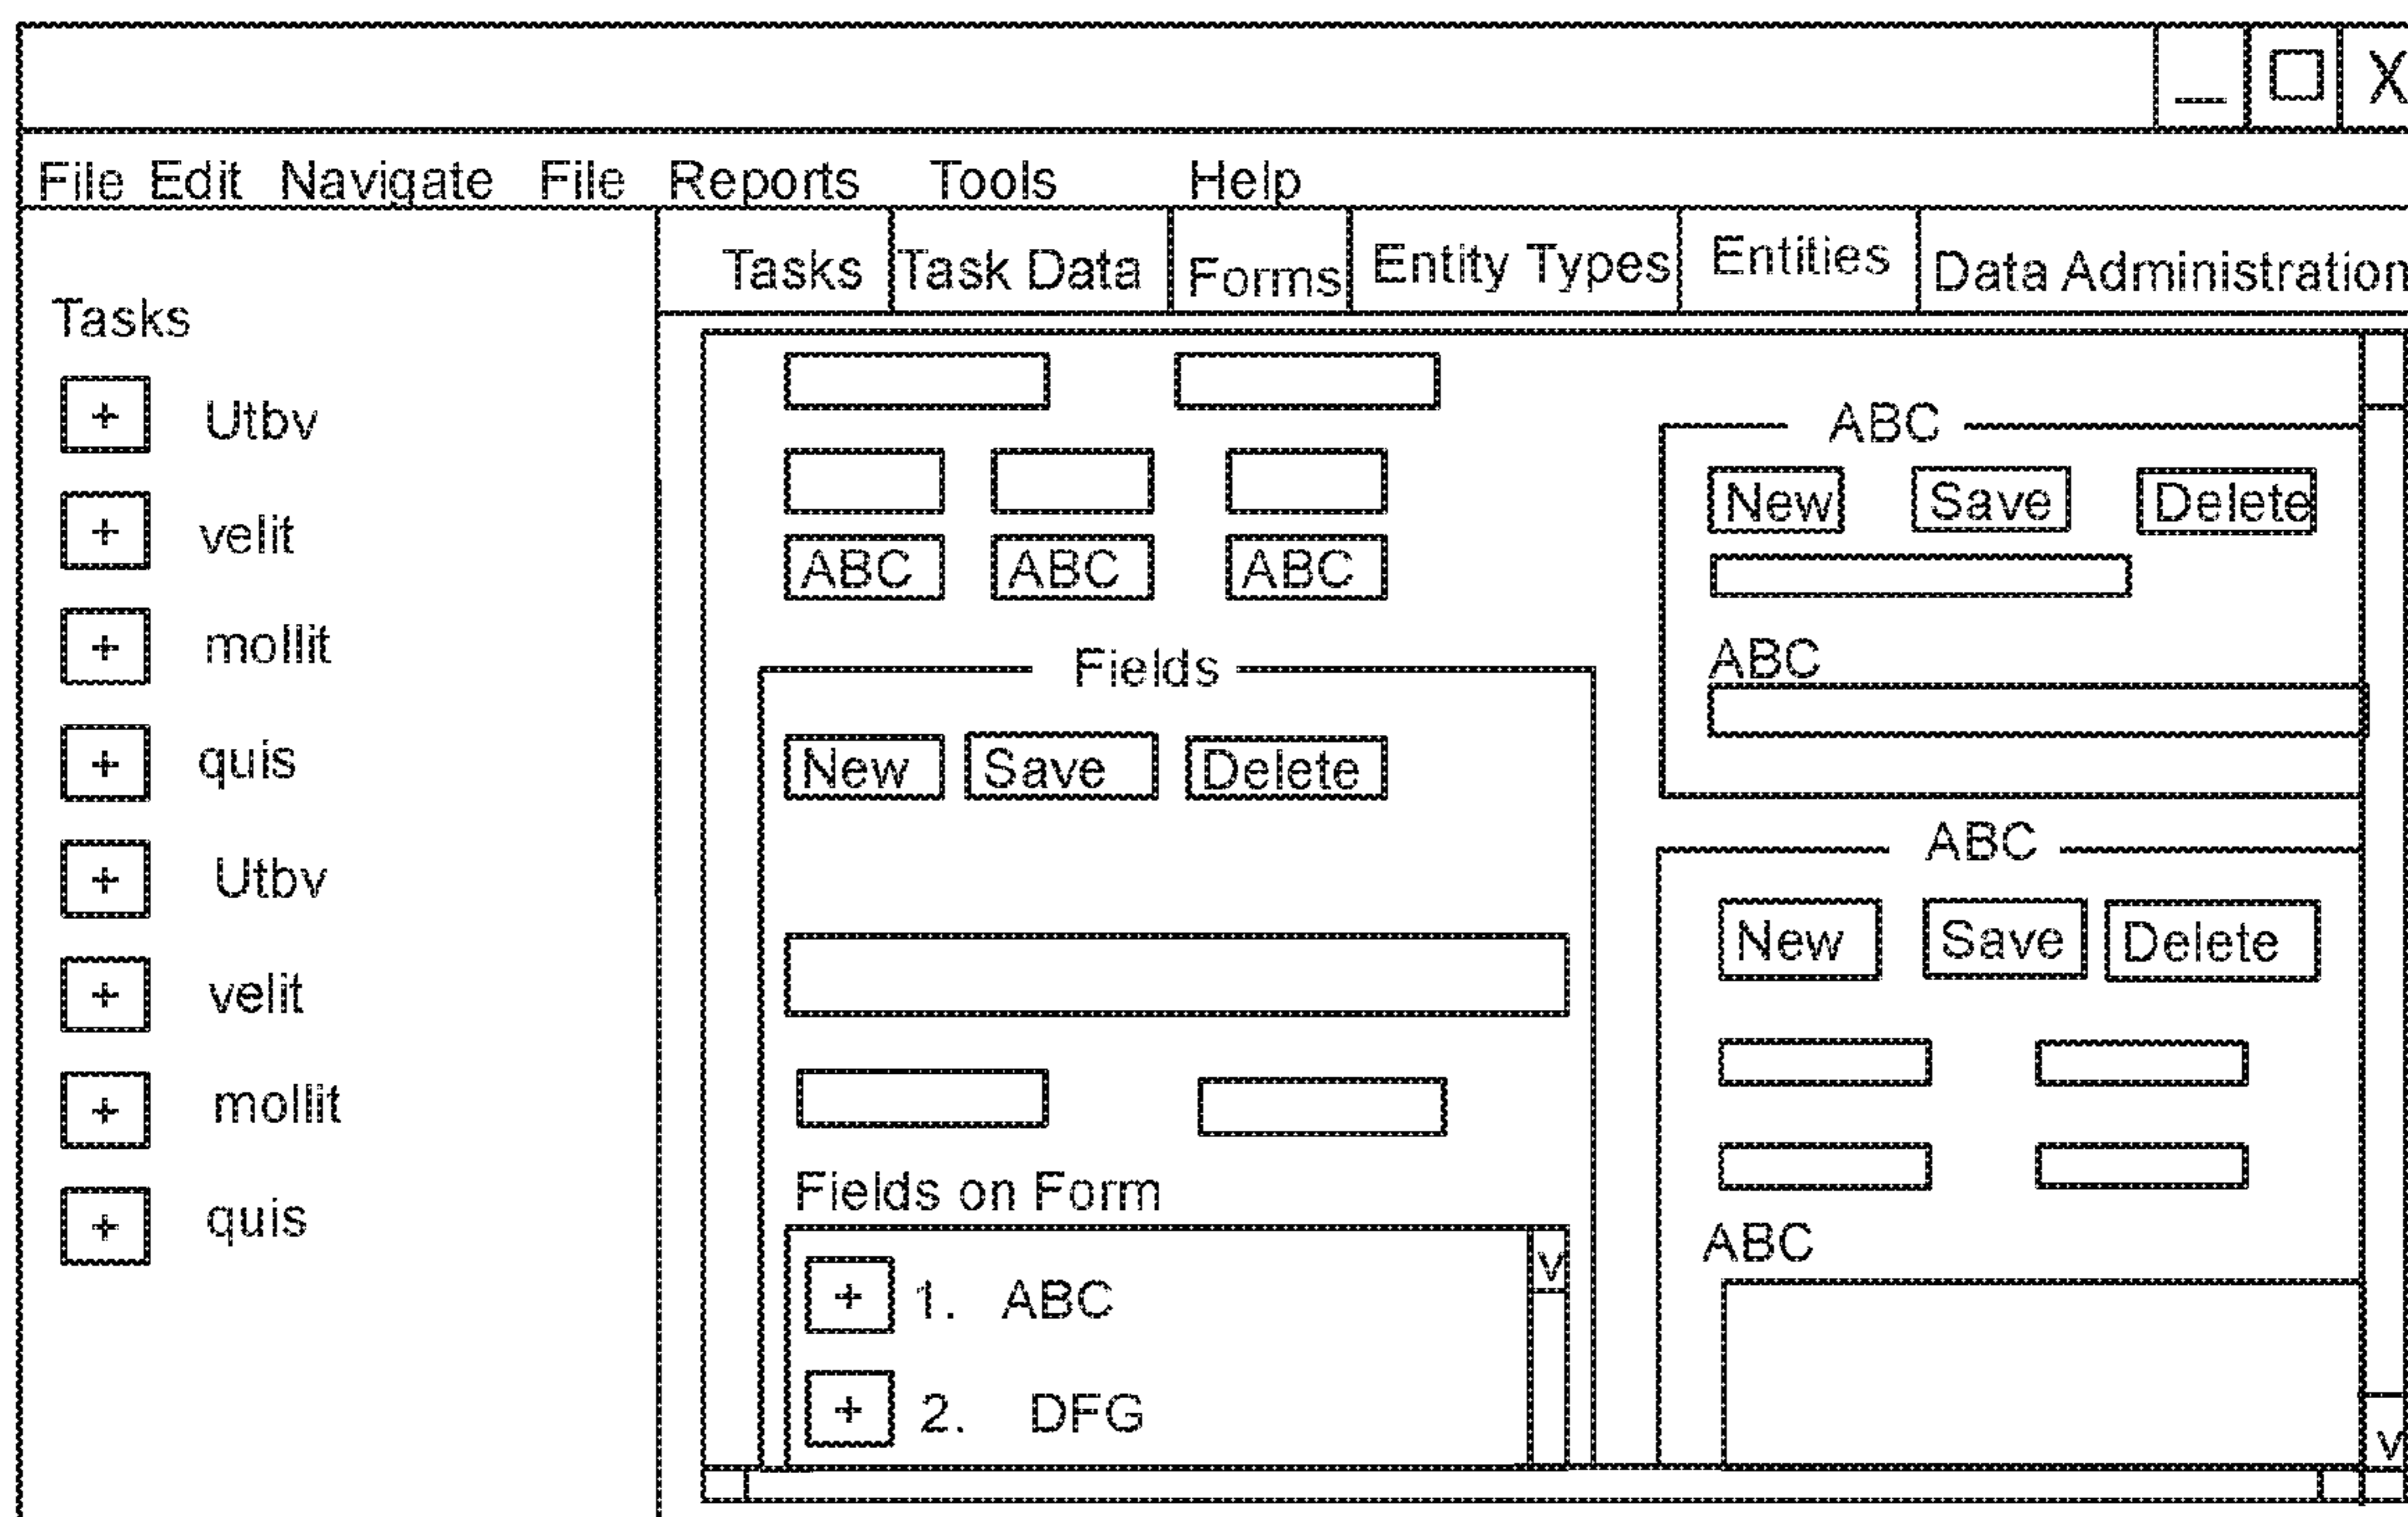 X
File Edit Navigate File Reports Tools Help
Tasks Task Data Forms Entity Types Entities Data Administration
Tasks
+ Utbv
+ velit
+ mollit
+ quis
+ Utbv
+ velit
+ mollit
+ quis
ABC ABC ABC
Fields
New Save Delete
Fields on Form
+ 1. ABC
+ 2. DFG
v
ABC
New Save Delete
ABC
ABC
New Save Delete
ABC
v